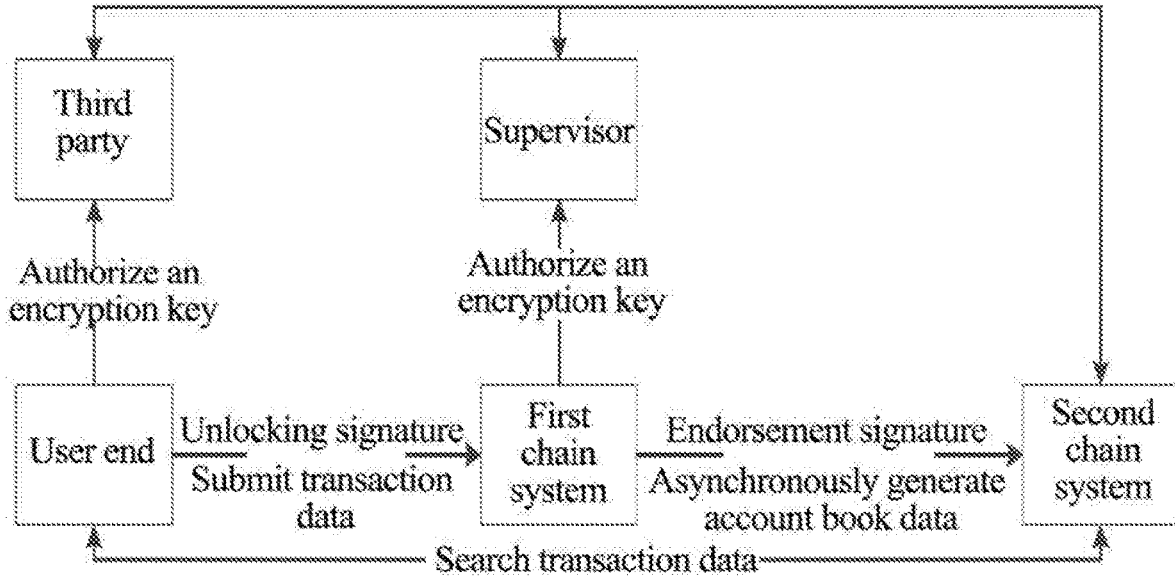 Third
party
Supervisor
Authorize an
encryption key
Authorize an
encryption key
User end
Unlocking signature
Submit transaction
data
First
chain
system
Endorsement signature
Asynchronously generate
account book data
Second
chain
system
Search transaction data